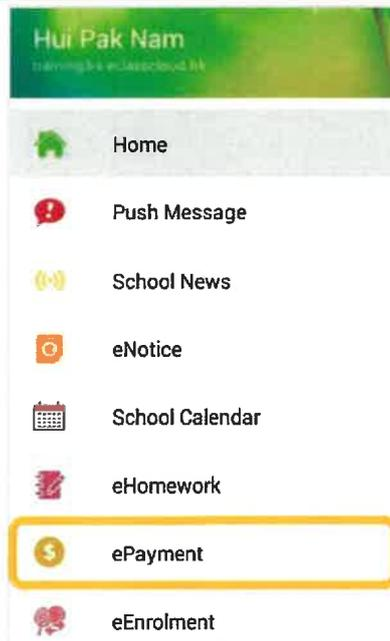 Hui Pak Nam
Home
Push Message
School News
eNotice
School Calendar
eHomework
ePayment
eEnrolment